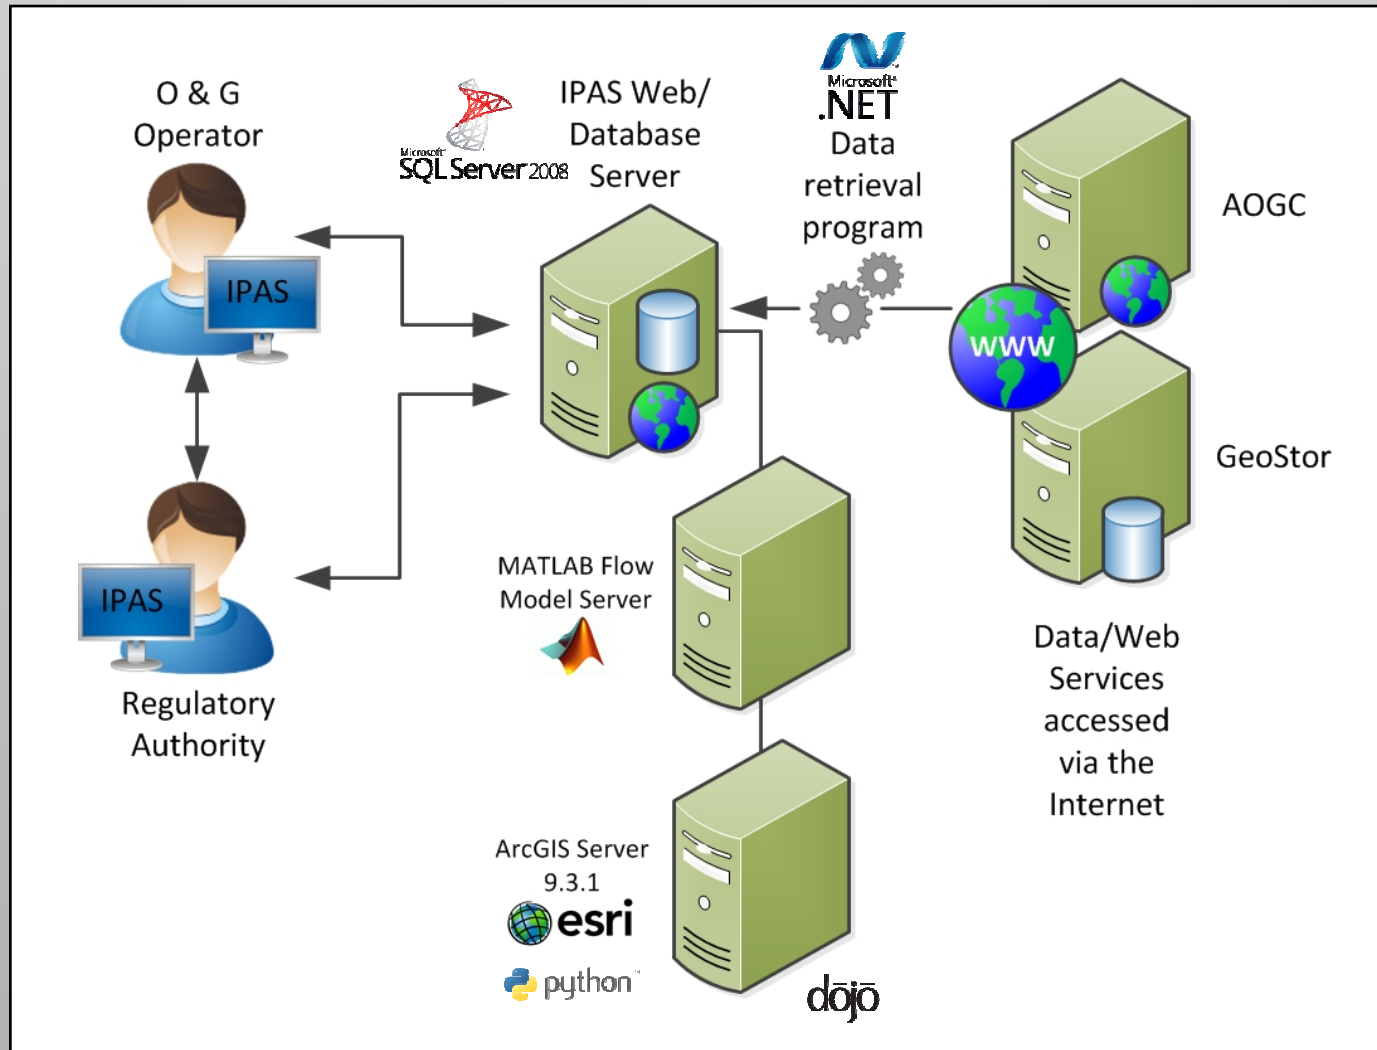 O & G
Operator
IPAS
IPAS
Regulatory
Authority
Microsoft®
SQL Server 2008
IPAS Web/
Database
Server
Microsoft®
.NET
Data
retrieval
program
AOGC
WWW
GeoStor
Data/Web
Services
accessed
via the
Internet
MATLAB Flow
Model Server
ArcGIS Server
9.3.1
esri
python™
dōjō